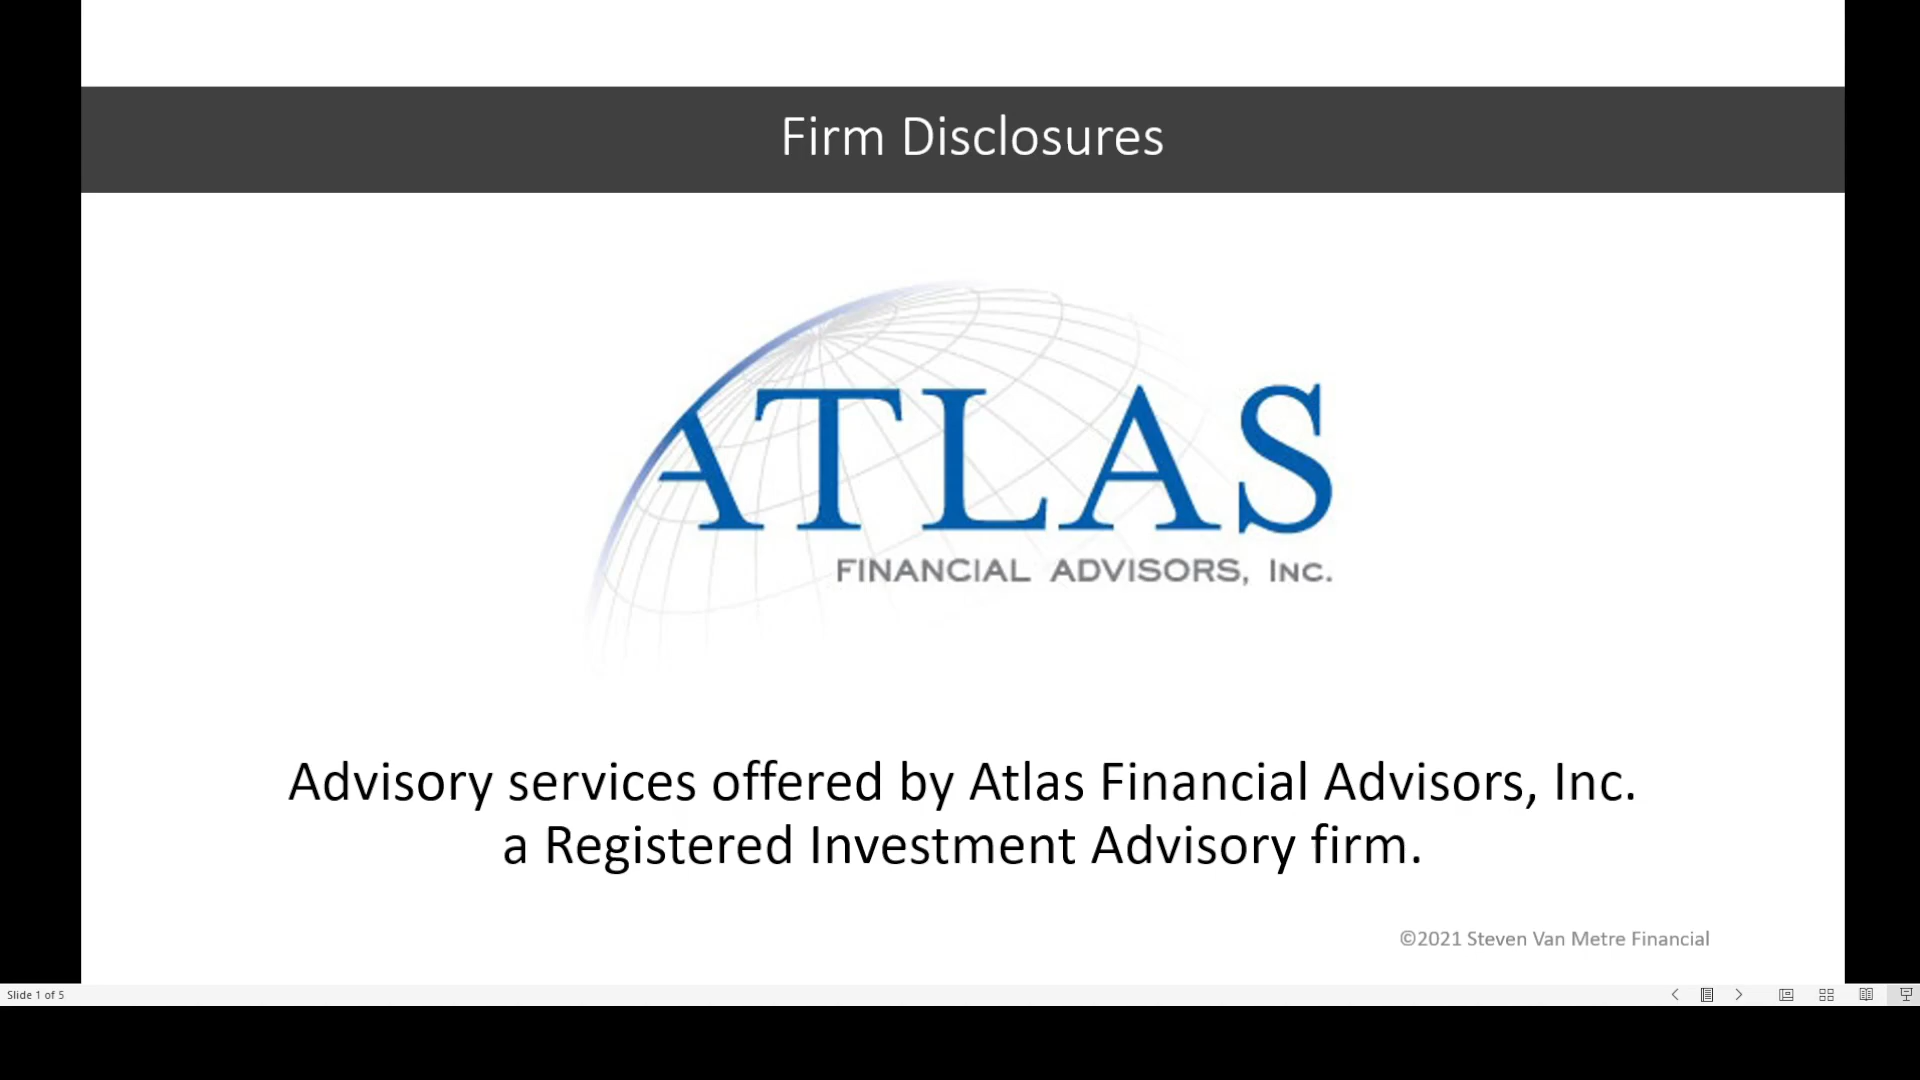 Firm Disclosures
ATLAS
FINANCIAL ADVISORS, INC.
Advisory services offered by Atlas Financial Advisors, Inc.
a Registered Investment Advisory firm.
©2021 Steven Van Metre Financial
Slide 1 of 5